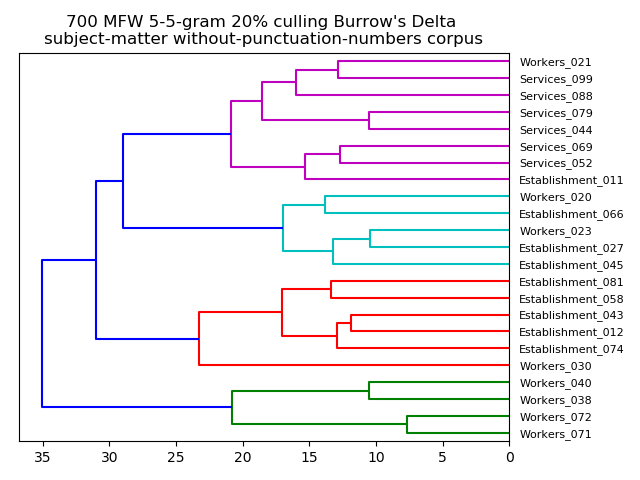 700 MFW 5-5-gram 20% culling Burrow's Delta
subject-matter without-punctuation-numbers corpus
Workers_021
Services_099
Services_088
Services_079
Services_044
Services_069
Services_052
Establishment_011
Workers_020
Establishment_066
Workers_023
Establishment_027
Establishment_045
Establishment_081
Establishment_058
Establishment_043
Establishment_012
Establishment_074
Workers_030
Workers_040
Workers_038
Workers_072
Workers_071
35 30 25 20 15 10 5 0